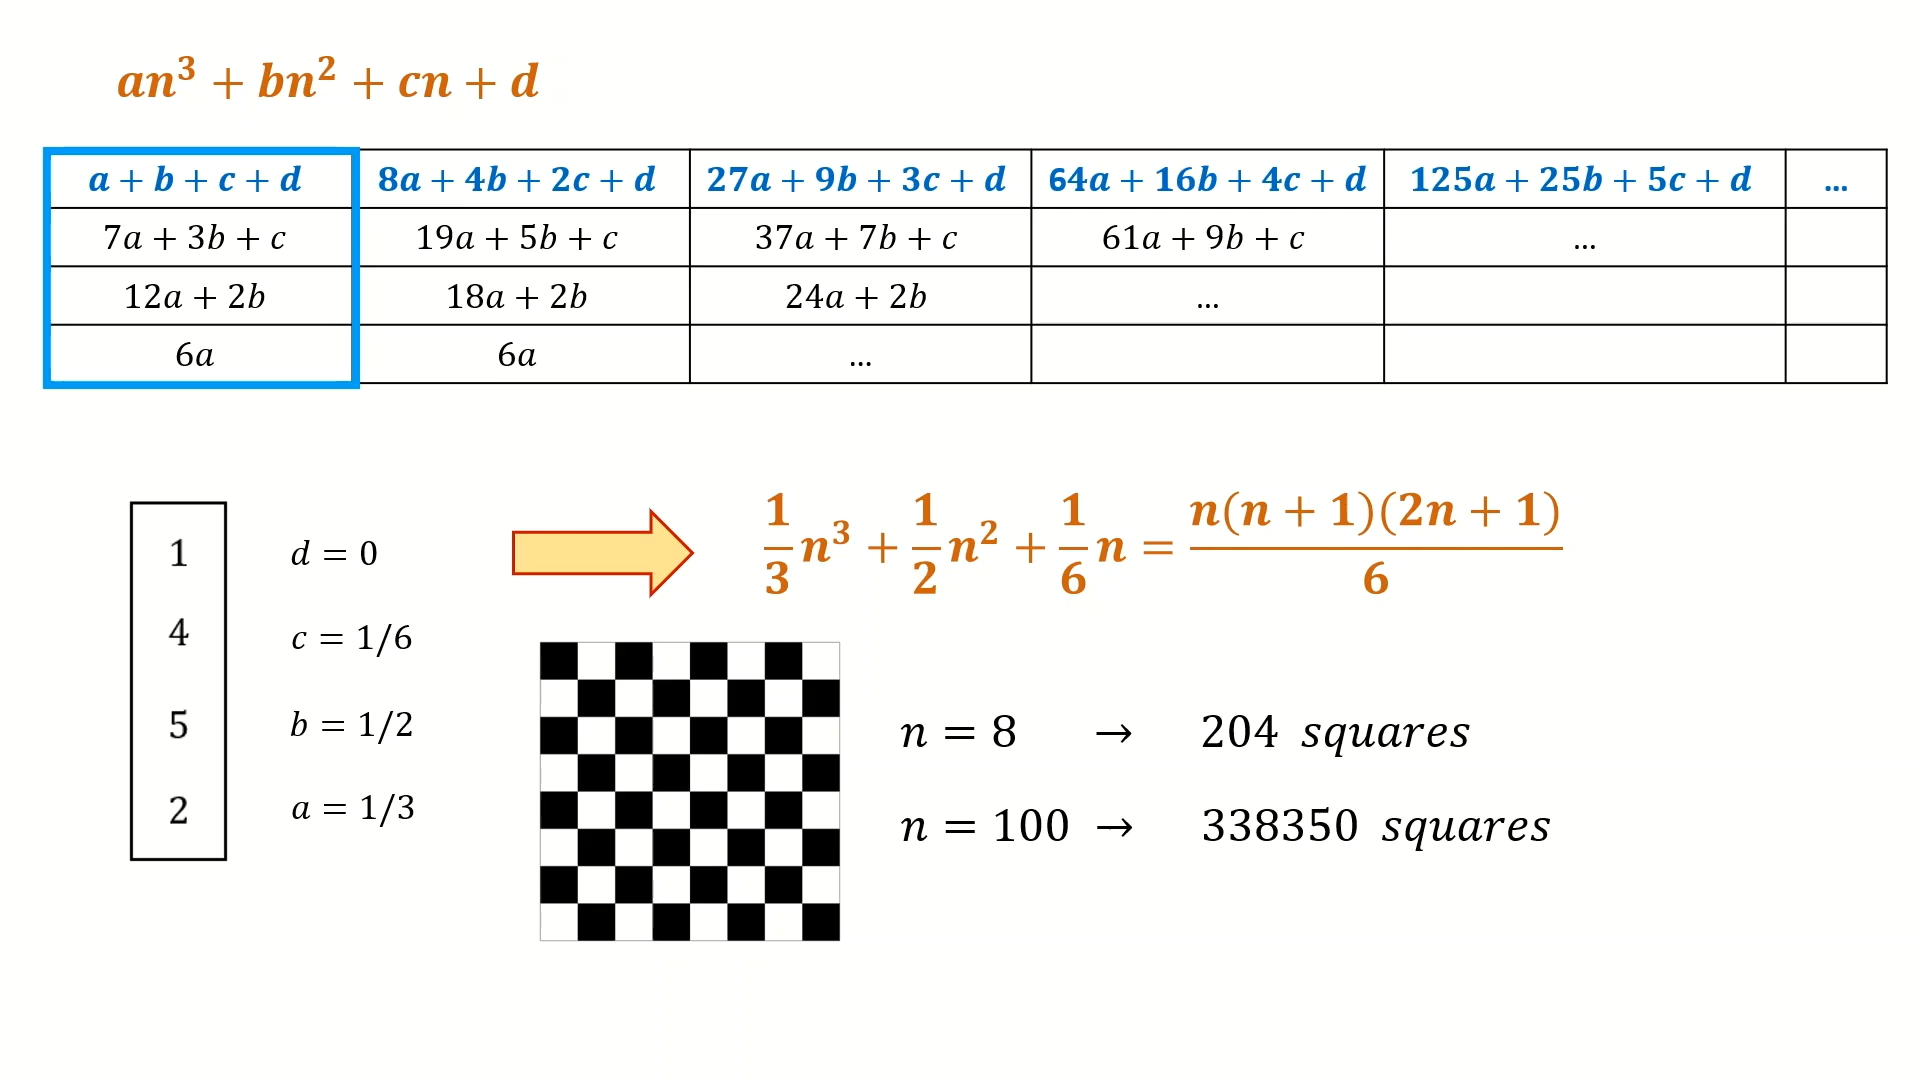 an³ + bn² + cn + d
a + b + c + d	8a + 4b + 2c + d	27a + 9b + 3c + d	64a + 16b + 4c + d	125a + 25b + 5c + d	...
7a + 3b + c	19a + 5b + c	37a + 7b + c	61a + 9b + c	...
12a + 2b	18a + 2b	24a + 2b	...
6a	6a	...
1	d = 0
4	c = 1/6
5	b = 1/2
2	a = 1/3
1/3 n³ + 1/2 n² + 1/6 n = n(n + 1)(2n + 1)/6
n = 8 → 204 squares
n = 100 → 338350 squares